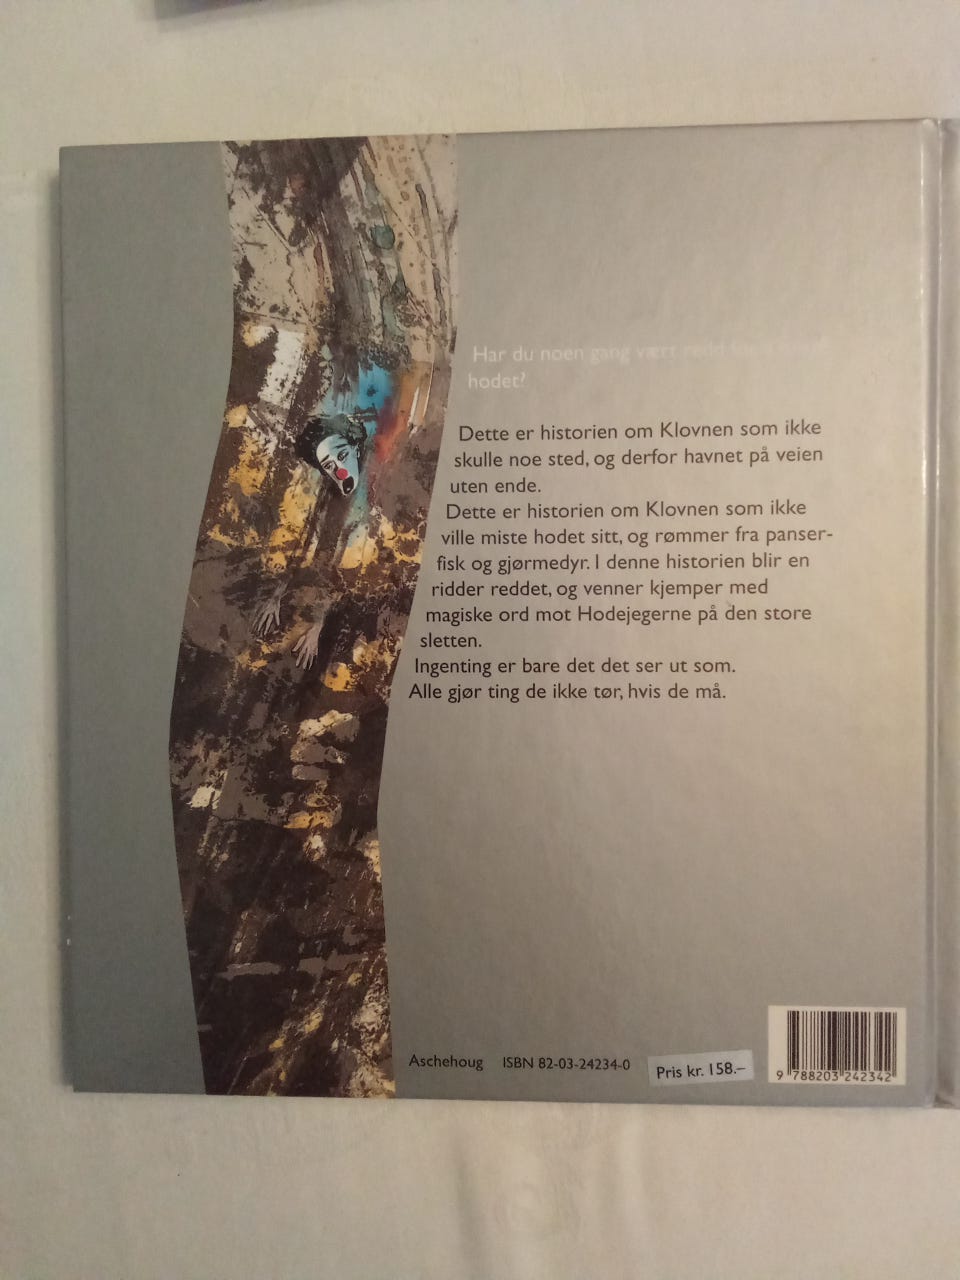 Har du noen gang vært redd
hodet?
Dette er historien om Klovnen som ikke
skulle noe sted, og derfor havnet på veien
uten ende.
Dette er historien om Klovnen som ikke
ville miste hodet sitt, og rømmer fra panser-
fisk og gjørmedyr. I denne historien blir en
ridder reddet, og venner kjemper med
magiske ord mot Hodejegerne på den store
sletten.
Ingenting er bare det det ser ut som.
Alle gjør ting de ikke tør, hvis de må.
Aschehoug ISBN 82-03-24234-0 Pris kr. 158.–
9 788203 242342